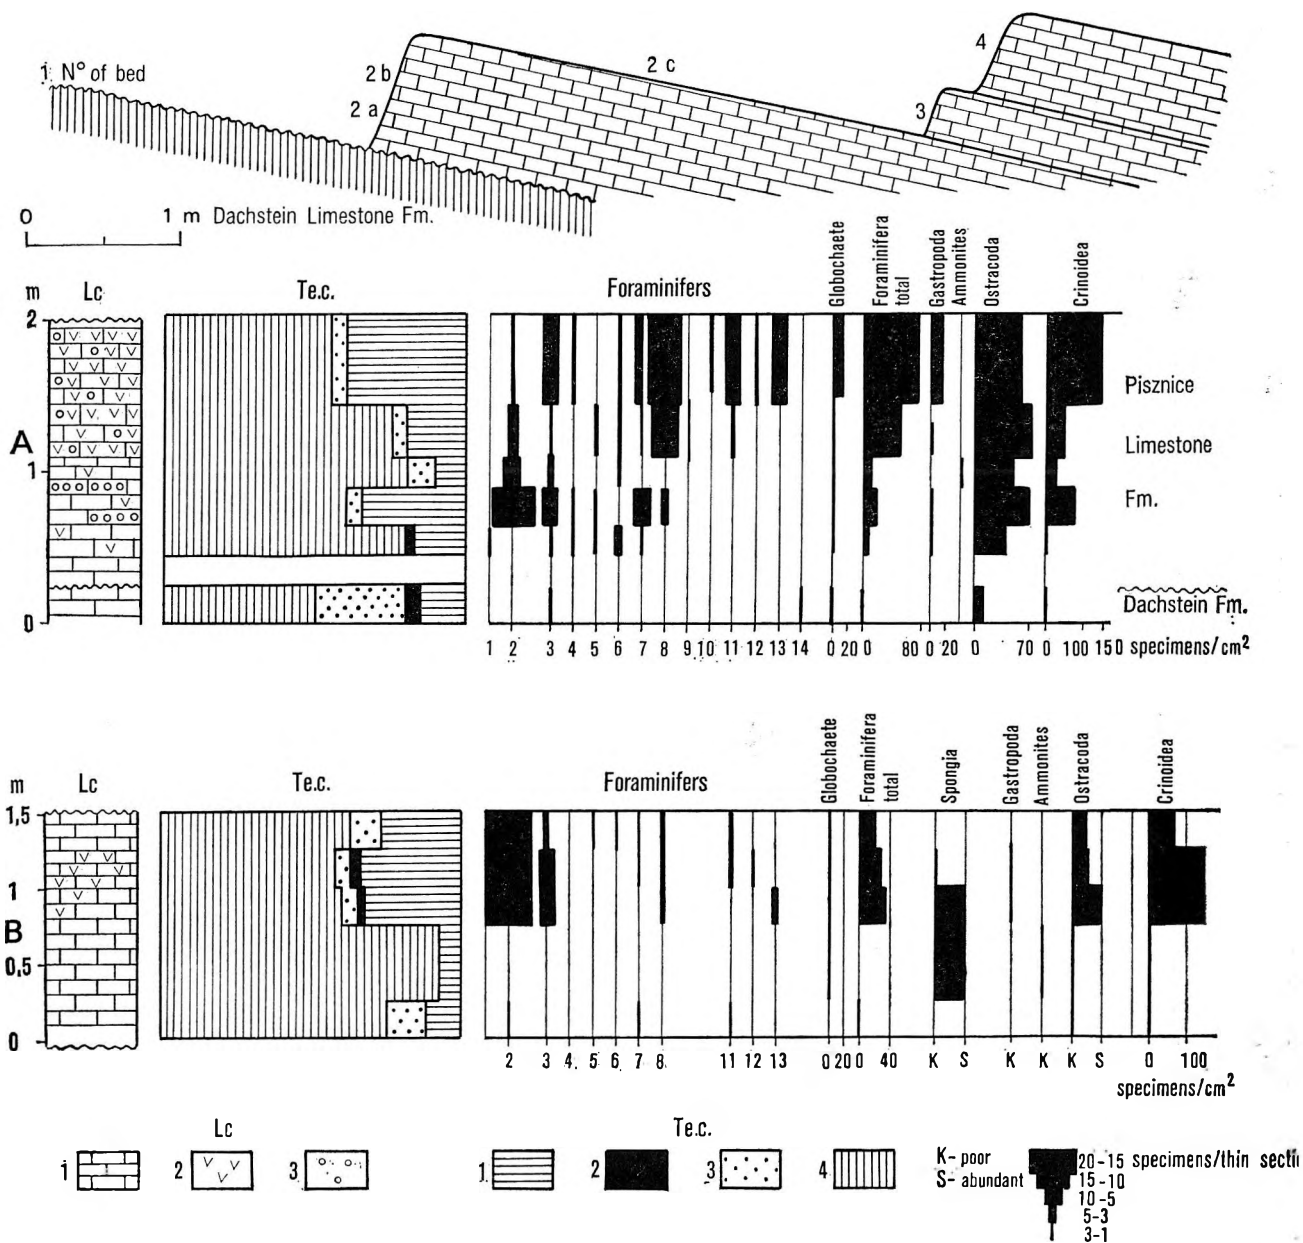 4
2 c
2 b
1 N° of bed
2 a
3
0 1 m Dachstein Limestone Fm.
m Lc Te.c. Foraminifers Globochaete Foraminifera total Gastropoda Ammonites Ostracoda Crinoidea
2
Pisznice
A
Limestone
1
Fm.
Dachstein Fm.
0
1 2 3 4 5 6 7 8 9 10 11 12 13 14 0 20 0 80 0 20 0 70 0 100 150 specimens/cm²
m Lc Te.c. Foraminifers Globochaete Foraminifera total Spongia Gastropoda Ammonites Ostracoda Crinoidea
1,5
1
B
0,5
0
2 3 4 5 6 7 8 11 12 13 0 20 0 40 K S K K K S 0 100
specimens/cm²
Lc Te.c.
1 2 3 1 2 3 4
K- poor
S- abundant
20-15 specimens/thin secti
15-10
10-5
5-3
3-1